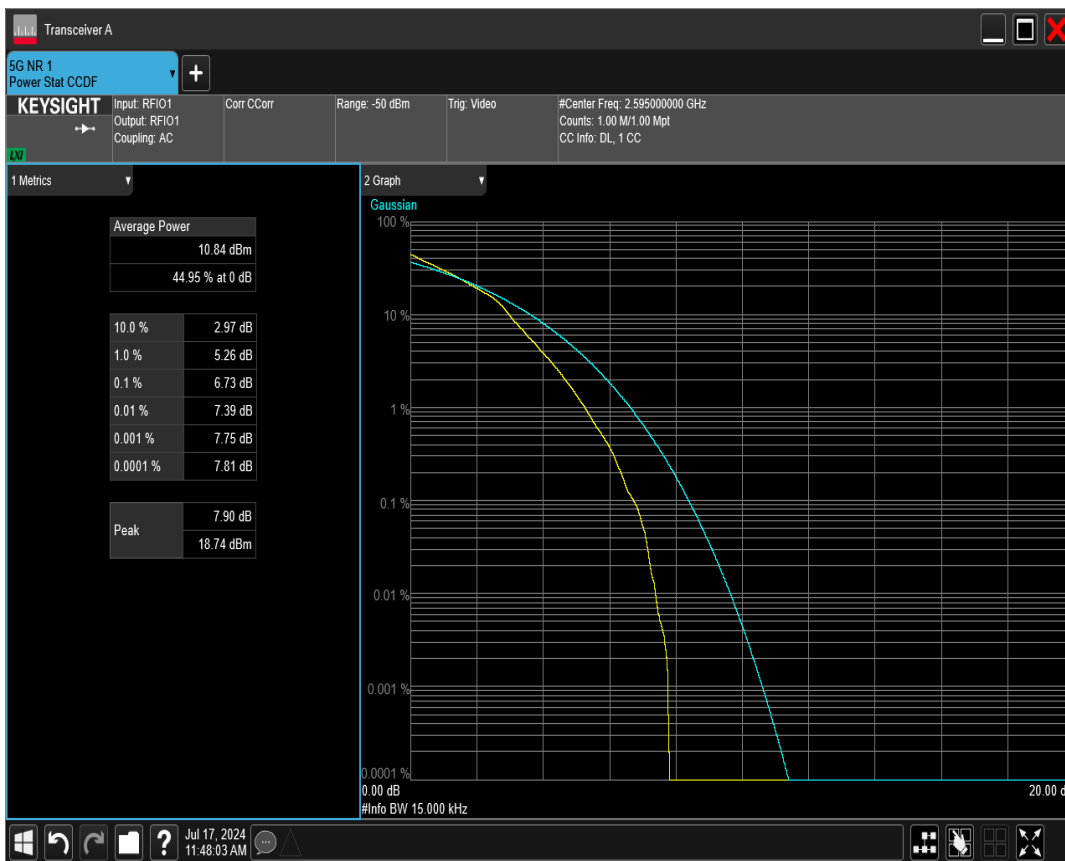 Transceiver A
5G NR 1
Power Stat CCDF
KEYSIGHT
LXI
Input: RFIO1
Output: RFIO1
Coupling: AC
Corr CCorr
Range: -50 dBm
Trig: Video
#Center Freq: 2.595000000 GHz
Counts: 1.00 M/1.00 Mpt
CC Info: DL, 1 CC
1 Metrics
Average Power
10.84 dBm
44.95 % at 0 dB
10.0 % 2.97 dB
1.0 % 5.26 dB
0.1 % 6.73 dB
0.01 % 7.39 dB
0.001 % 7.75 dB
0.0001 % 7.81 dB
Peak
7.90 dB
18.74 dBm
2 Graph
Gaussian
100 %
10 %
1 %
0.1 %
0.01 %
0.001 %
0.0001 %
0.00 dB 20.00 d
#Info BW 15.000 kHz
?
Jul 17, 2024
11:48:03 AM